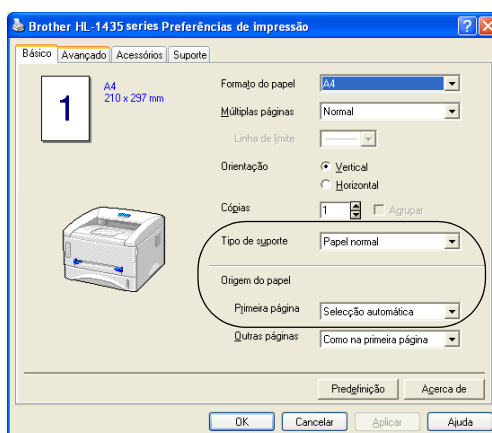 Brother HL-1435 series Preferências de impressão
Básico Avançado Acessórios Suporte
1
A4
210 x 297 mm
Formato do papel A4
Múltiplas páginas Normal
Linha de limite
Orientação Vertical
Horizontal
Cópias 1 Agrupar
Tipo de suporte Papel normal
Origem do papel
Primeira página Selecção automática
Outras páginas Como na primeira página
Predefinição Acerca de
OK Cancelar Aplicar Ajuda